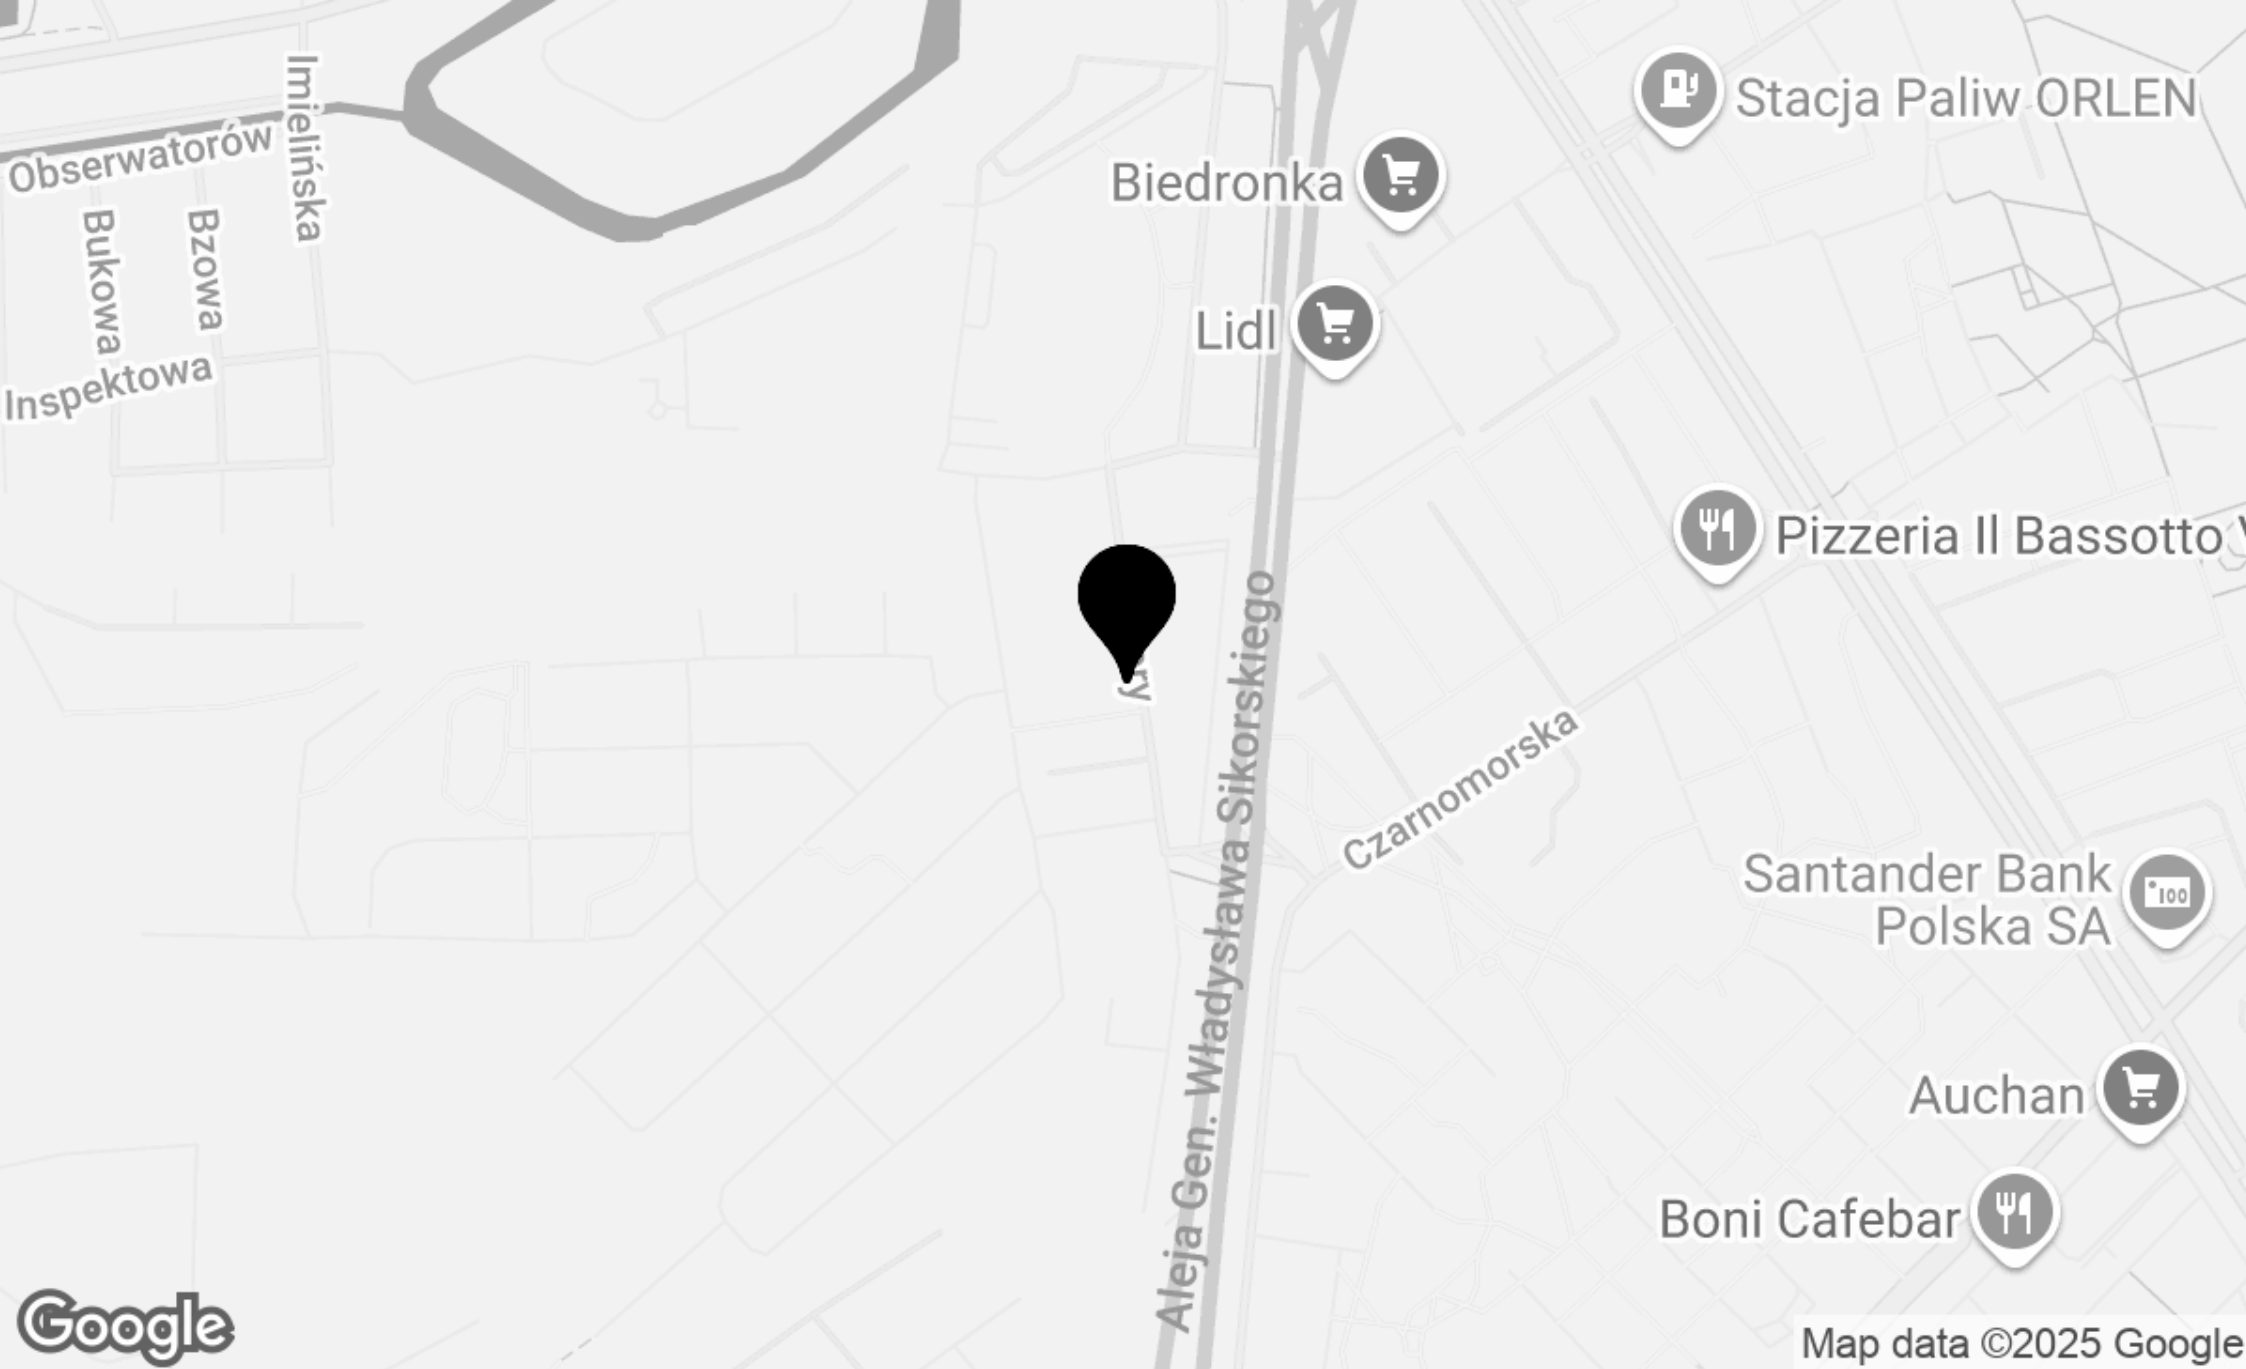 Imielińska
Obserwatorów
Bukowa
Bzowa
Inspektowa
Stacja Paliw ORLEN
Biedronka
Lidl
Pizzeria Il Bassotto
Aleja Gen. Władysława Sikorskiego
Czarnomorska
Santander Bank
Polska SA
100
Auchan
Boni Cafebar
Google
Map data ©2025 Google